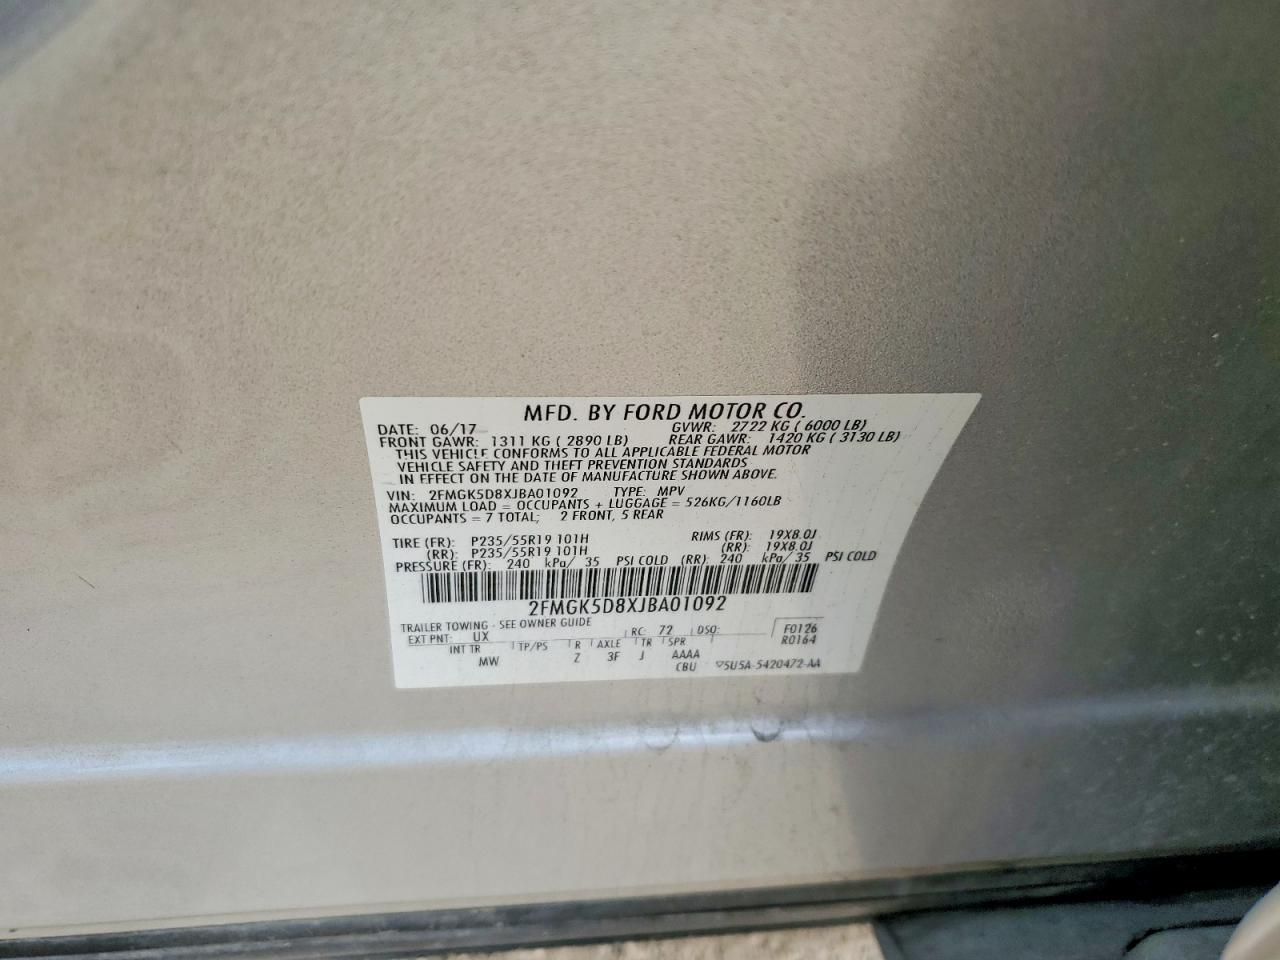 MFD. BY FORD MOTOR CO.
DATE: 06/17 GVWR: 2722 KG ( 6000 LB)
FRONT GAWR: 1311 KG ( 2890 LB) REAR GAWR: 1420 KG ( 3130 LB)
THIS VEHICLE CONFORMS TO ALL APPLICABLE FEDERAL MOTOR
VEHICLE SAFETY AND THEFT PREVENTION STANDARDS
IN EFFECT ON THE DATE OF MANUFACTURE SHOWN ABOVE.
VIN: 2FMGK5D8XJBA01092 TYPE: MPV
MAXIMUM LOAD = OCCUPANTS + LUGGAGE = 526KG/1160LB
OCCUPANTS = 7 TOTAL; 2 FRONT, 5 REAR
TIRE (FR): P235/55R19 101H RIMS (FR): 19X8.0J
(RR): P235/55R19 101H (RR): 19X8.0J
PRESSURE (FR): 240 kPa/ 35 PSI COLD (RR): 240 kPa/ 35 PSI COLD
2FMGK5D8XJBA01092
TRAILER TOWING - SEE OWNER GUIDE
EXT PNT: UX RC: 72 DSO: F0126
R0164
INT TR TP/PS R AXLE TR SPR
MW Z 3F J AAAA
CBU 5U5A-5420472-AA